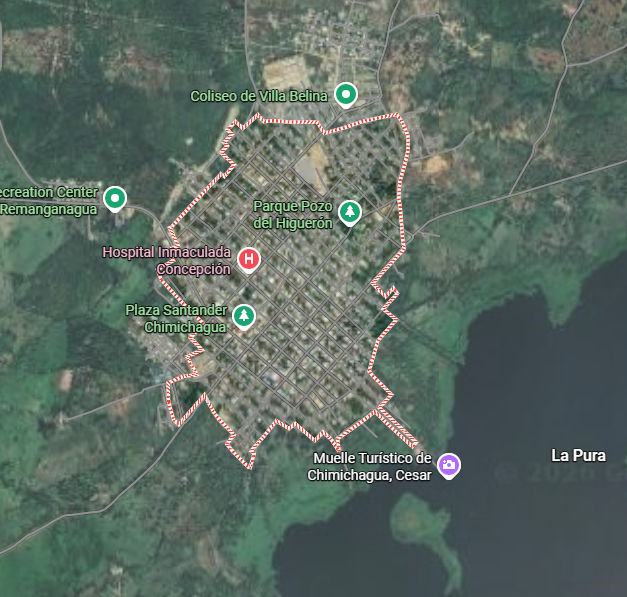 Coliseo de Villa Belina
ecreation Center
Remanganagua
Parque Pozo
del Higuerón
Hospital Inmaculada
Concepción
Plaza Santander
Chimichagua
Muelle Turístico de
Chimichagua, Cesar
La Pura
H